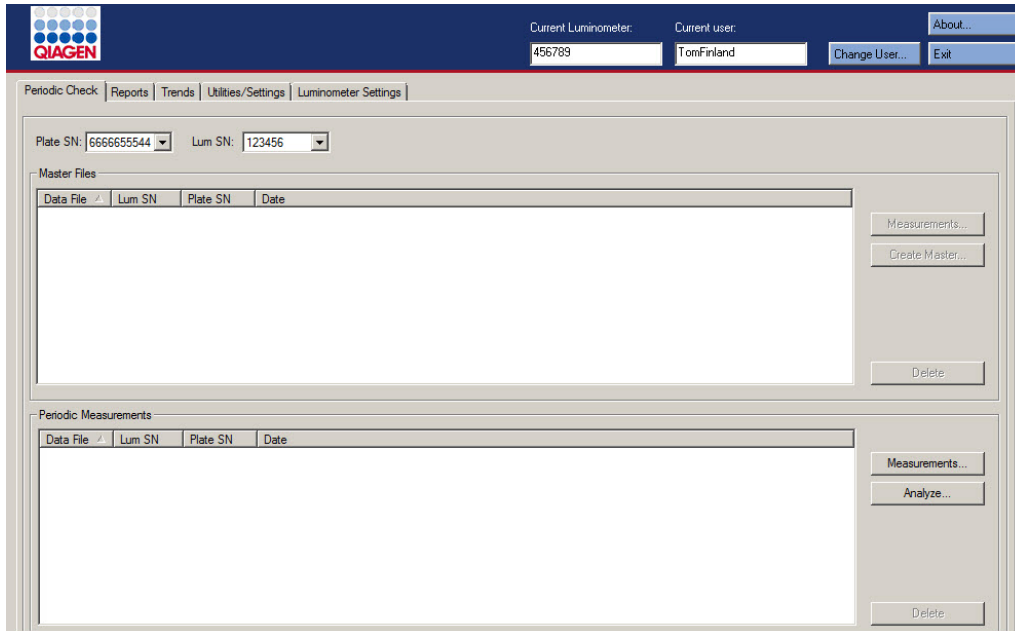 QIAGEN
Current Luminometer:
456789
Current user:
TomFinland
Change User...
About...
Exit
Periodic Check Reports Trends Utilities/Settings Luminometer Settings
Plate SN: 6666655544 Lum SN: 123456
Master Files
Data File Lum SN Plate SN Date
Measurements...
Create Master...
Delete
Periodic Measurements
Data File Lum SN Plate SN Date
Measurements...
Analyze...
Delete